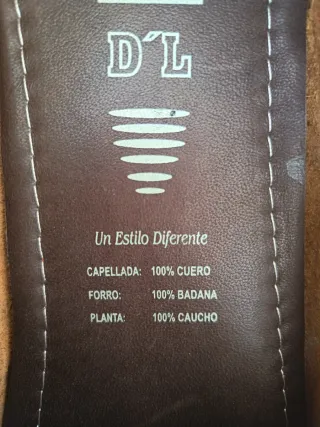 D´L
Un Estilo Diferente
CAPELLADA: 100% CUERO
FORRO: 100% BADANA
PLANTA: 100% CAUCHO